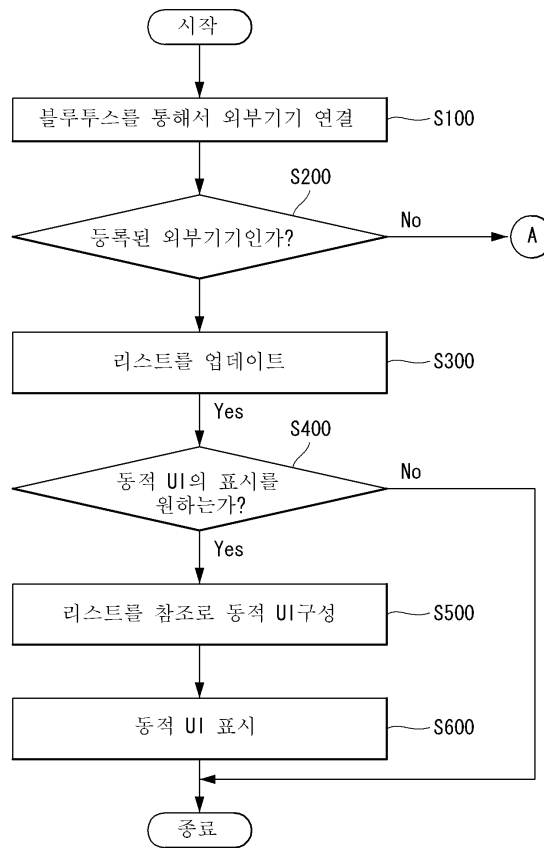 시작
블루투스를 통해서 외부기기 연결
S100
S200
등록된 외부기기인가?
No
A
리스트를 업데이트
S300
Yes
S400
동적 UI의 표시를
원하는가?
No
Yes
리스트를 참조로 동적 UI구성
S500
동적 UI 표시
S600
종료